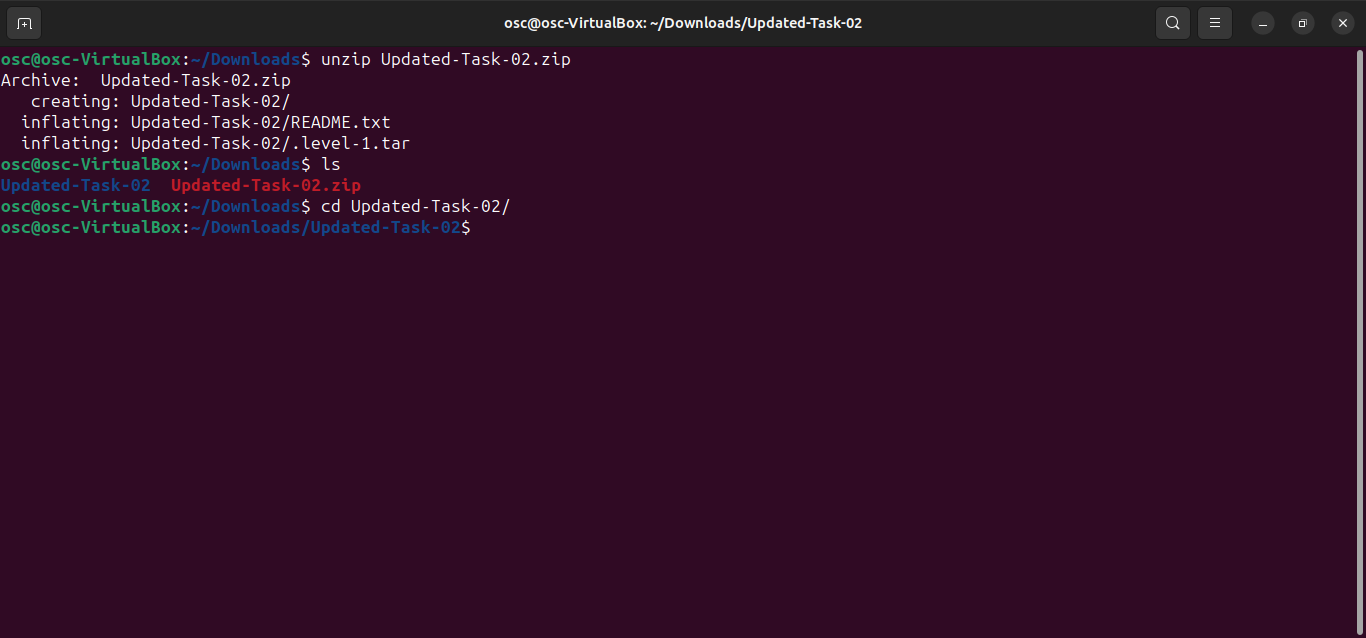 osc@osc-VirtualBox: ~/Downloads/Updated-Task-02
osc@osc-VirtualBox:~/Downloads$ unzip Updated-Task-02.zip
Archive:  Updated-Task-02.zip
   creating: Updated-Task-02/
  inflating: Updated-Task-02/README.txt
  inflating: Updated-Task-02/.level-1.tar
osc@osc-VirtualBox:~/Downloads$ ls
Updated-Task-02  Updated-Task-02.zip
osc@osc-VirtualBox:~/Downloads$ cd Updated-Task-02/
osc@osc-VirtualBox:~/Downloads/Updated-Task-02$